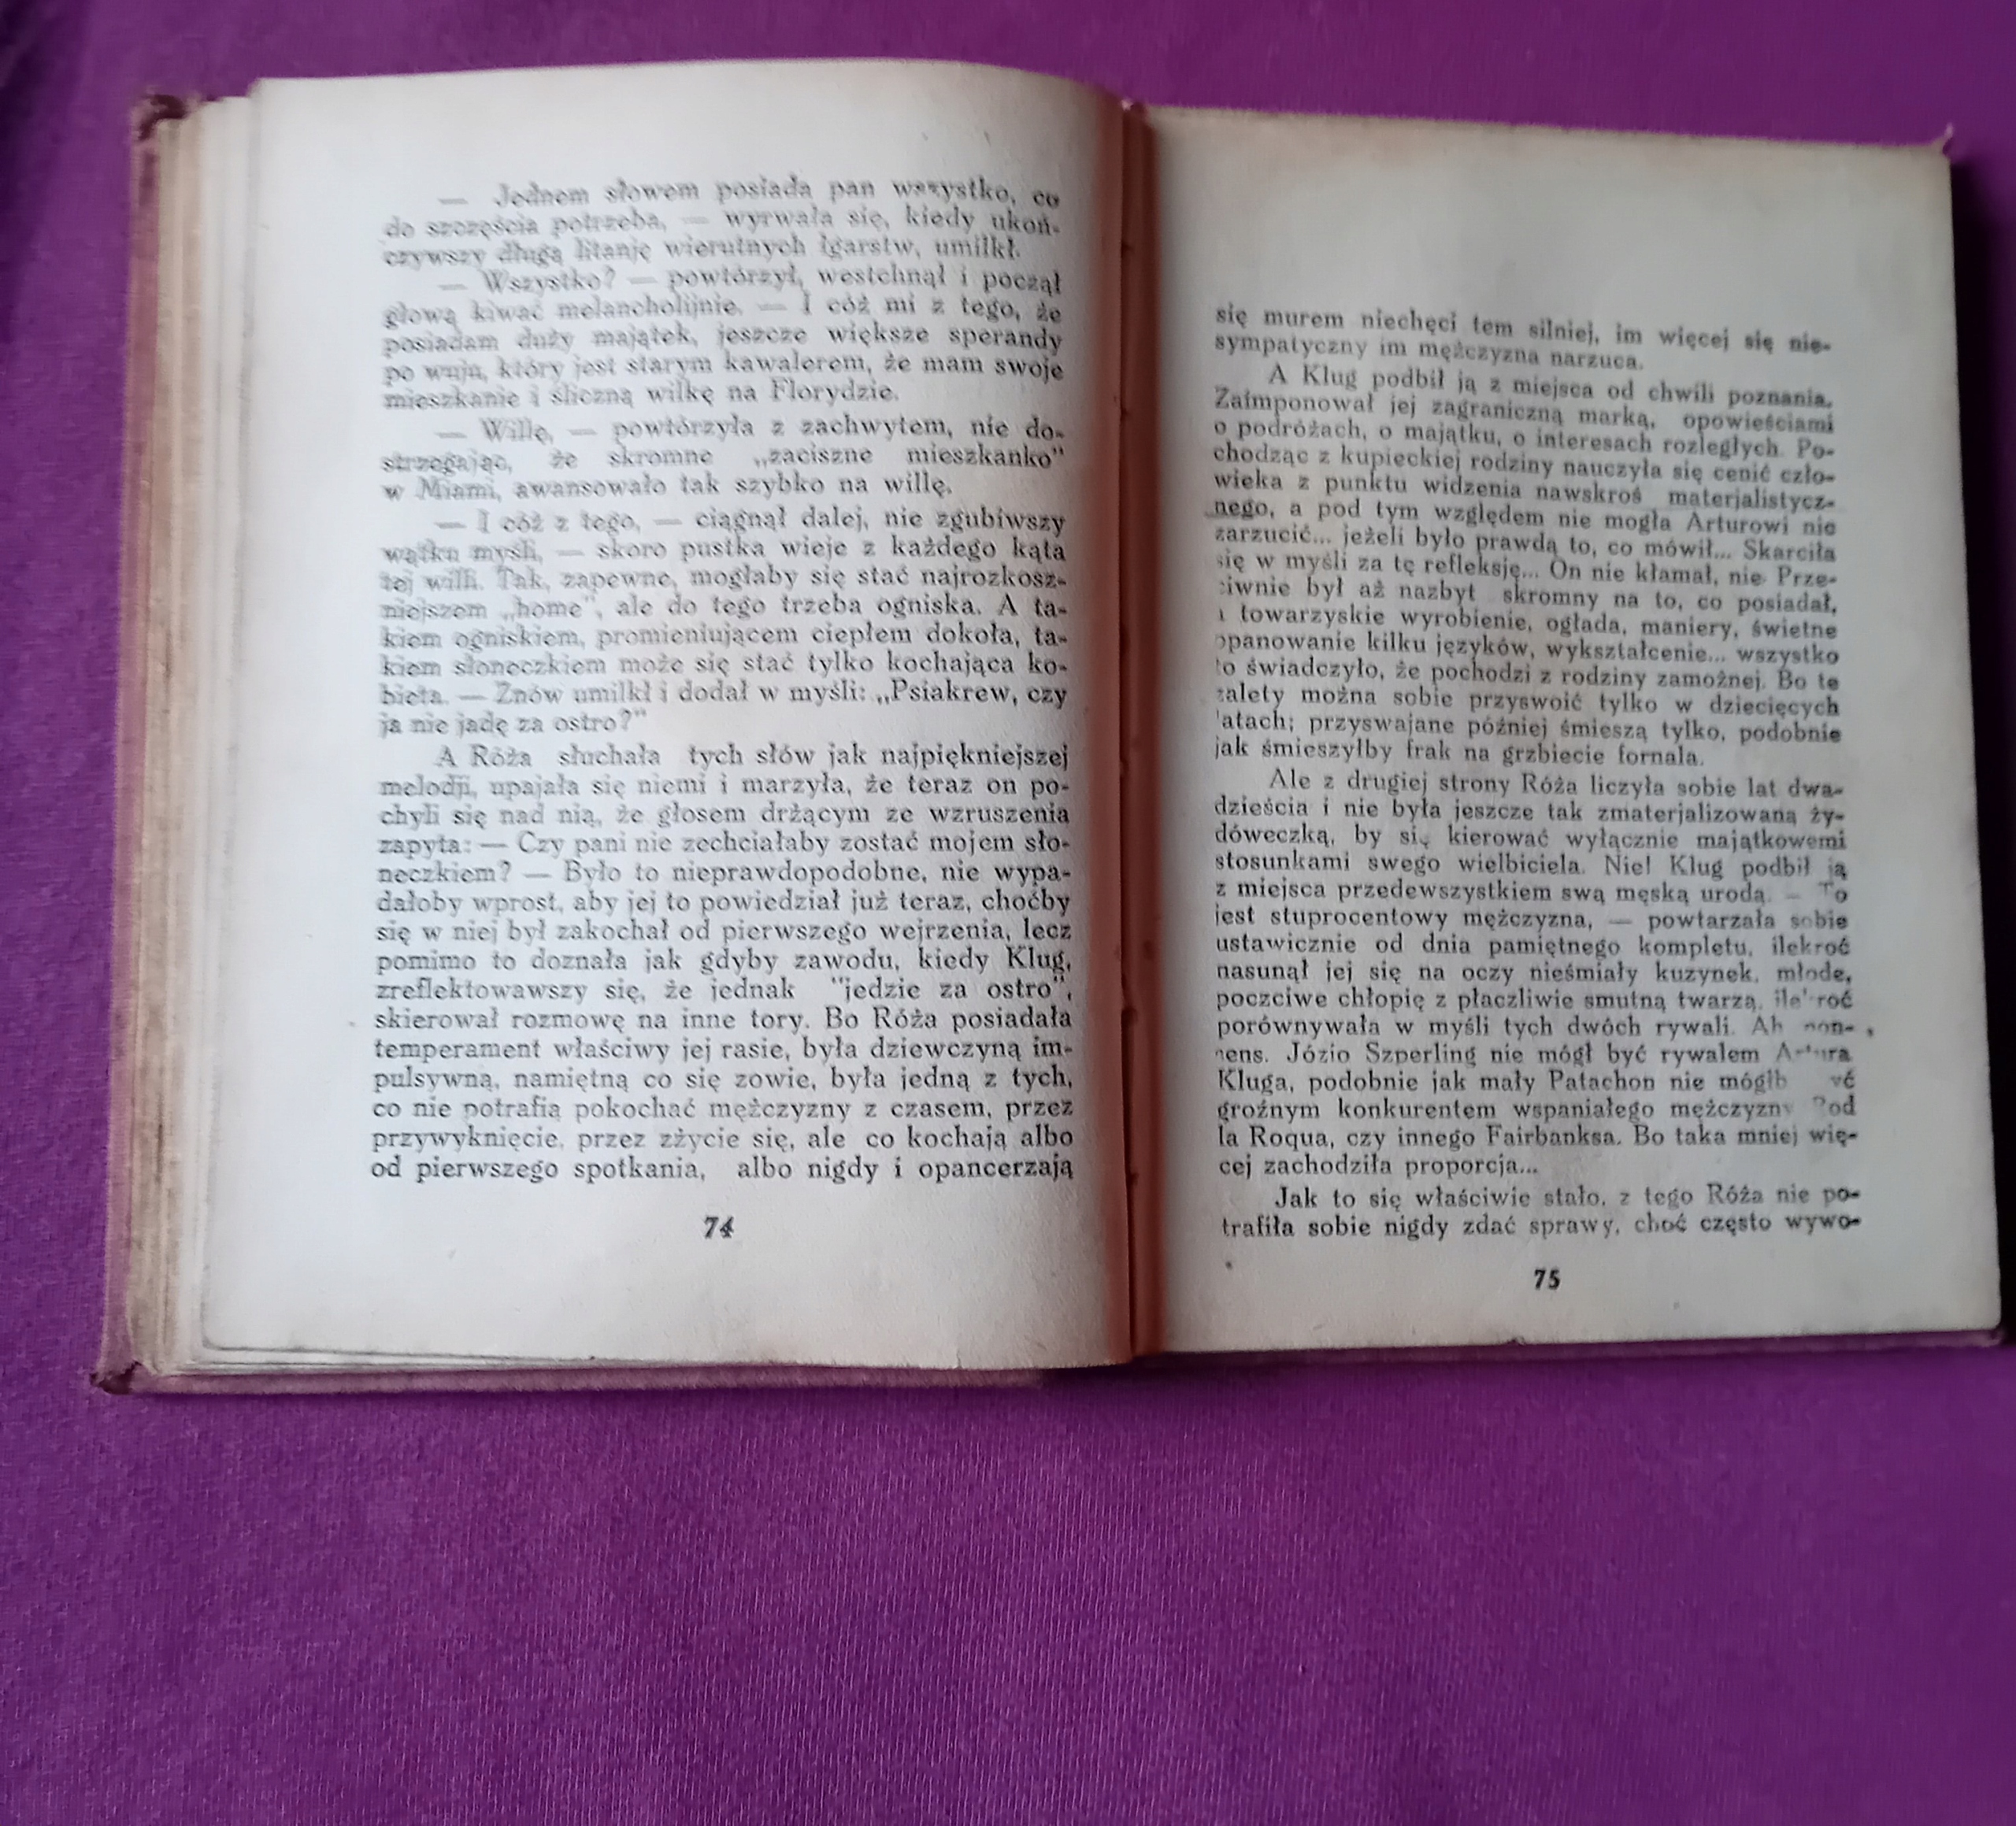 — Jednem słowem posiada pan wszystko, co
do szczęścia potrzeba, — wyrwała się, kiedy ukoń-
czywszy długą litanję wierutnych łgarstw, umilkł.
— Wszystko? — powtórzył, westchnął i począł
głową kiwać melancholijnie. — I cóż mi z tego, że
posiadam duży majątek, jeszcze większe sperandy
po wuju, który jest starym kawalerem, że mam swoje
mieszkanie i śliczną wilkę na Florydzie.
— Willę, — powtórzyła z zachwytem, nie do-
strzegając, że skromne „zaciszne mieszkanko"
w Miami, awansowało tak szybko na willę.
— I cóż z tego, — ciągnął dalej, nie zgubiwszy
wątku myśli, — skoro pustka wieje z każdego kąta
tej willi. Tak, zapewne, mogłaby się stać najrozkosz-
niejszem „home", ale do tego trzeba ogniska. A ta-
kiem ogniskiem, promieniującem ciepłem dokoła, ta-
kiem słoneczkiem może się stać tylko kochająca ko-
bieta. — Znów umilkł i dodał w myśli: „Psiakrew, czy
ja nie jadę za ostro?"
A Róża słuchała tych słów jak najpiękniejszej
melodji, upajała się niemi i marzyła, że teraz on po-
chyli się nad nią, że głosem drżącym ze wzruszenia
zapyta: — Czy pani nie zechciałaby zostać mojem sło-
neczkiem? — Było to nieprawdopodobne, nie wypa-
dałoby wprost, aby jej to powiedział już teraz, choćby
się w niej był zakochał od pierwszego wejrzenia, lecz
pomimo to doznała jak gdyby zawodu, kiedy Klug,
zreflektowawszy się, że jednak "jedzie za ostro",
skierował rozmowę na inne tory. Bo Róża posiadała
temperament właściwy jej rasie, była dziewczyną im-
pulsywną, namiętną co się zowie, była jedną z tych,
co nie potrafią pokochać mężczyzny z czasem, przez
przywyknięcie, przez zżycie się, ale co kochają albo
od pierwszego spotkania, albo nigdy i opancerzają
74
się murem niechęci tem silniej, im więcej się nie-
sympatyczny im mężczyzna narzuca.
A Klug podbił ją z miejsca od chwili poznania.
Zaimponował jej zagraniczną marką, opowieściami
o podróżach, o majątku, o interesach rozległych. Po-
chodząc z kupieckiej rodziny nauczyła się cenić czło-
wieka z punktu widzenia nawskroś materjalistycz-
nego, a pod tym względem nie mogła Arturowi nic
zarzucić... jeżeli było prawdą to, co mówił... Skarciła
się w myśli za tę refleksję... On nie kłamał, nie. Prze-
ciwnie był aż nazbyt skromny na to, co posiadał,
i towarzyskie wyrobienie, ogłada, maniery, świetne
opanowanie kilku języków, wykształcenie... wszystko
to świadczyło, że pochodzi z rodziny zamożnej. Bo te
zalety można sobie przyswoić tylko w dziecięcych
latach; przyswajane później śmieszą tylko, podobnie
jak śmieszyłby frak na grzbiecie fornala.
Ale z drugiej strony Róża liczyła sobie lat dwa-
dzieścia i nie była jeszcze tak zmaterjalizowaną ży-
dóweczką, by się kierować wyłącznie majątkowemi
stosunkami swego wielbiciela. Nie! Klug podbił ją
z miejsca przedewszystkiem swą męską urodą. — To
jest stuprocentowy mężczyzna, — powtarzała sobie
ustawicznie od dnia pamiętnego kompletu, ilekroć
nasunął jej się na oczy nieśmiały kuzynek, młode,
poczciwe chłopię z płaczliwie smutną twarzą, ilekroć
porównywała w myśli tych dwóch rywali. Ah non-
sens. Józio Szperling nie mógł być rywalem Artura
Kluga, podobnie jak mały Patachon nie mógłby być
groźnym konkurentem wspaniałego mężczyzny Rod
la Roqua, czy innego Fairbanksa. Bo taka mniej wię-
cej zachodziła proporcja...
Jak to się właściwie stało, z tego Róża nie po-
trafiła sobie nigdy zdać sprawy, choć często wywo-
75